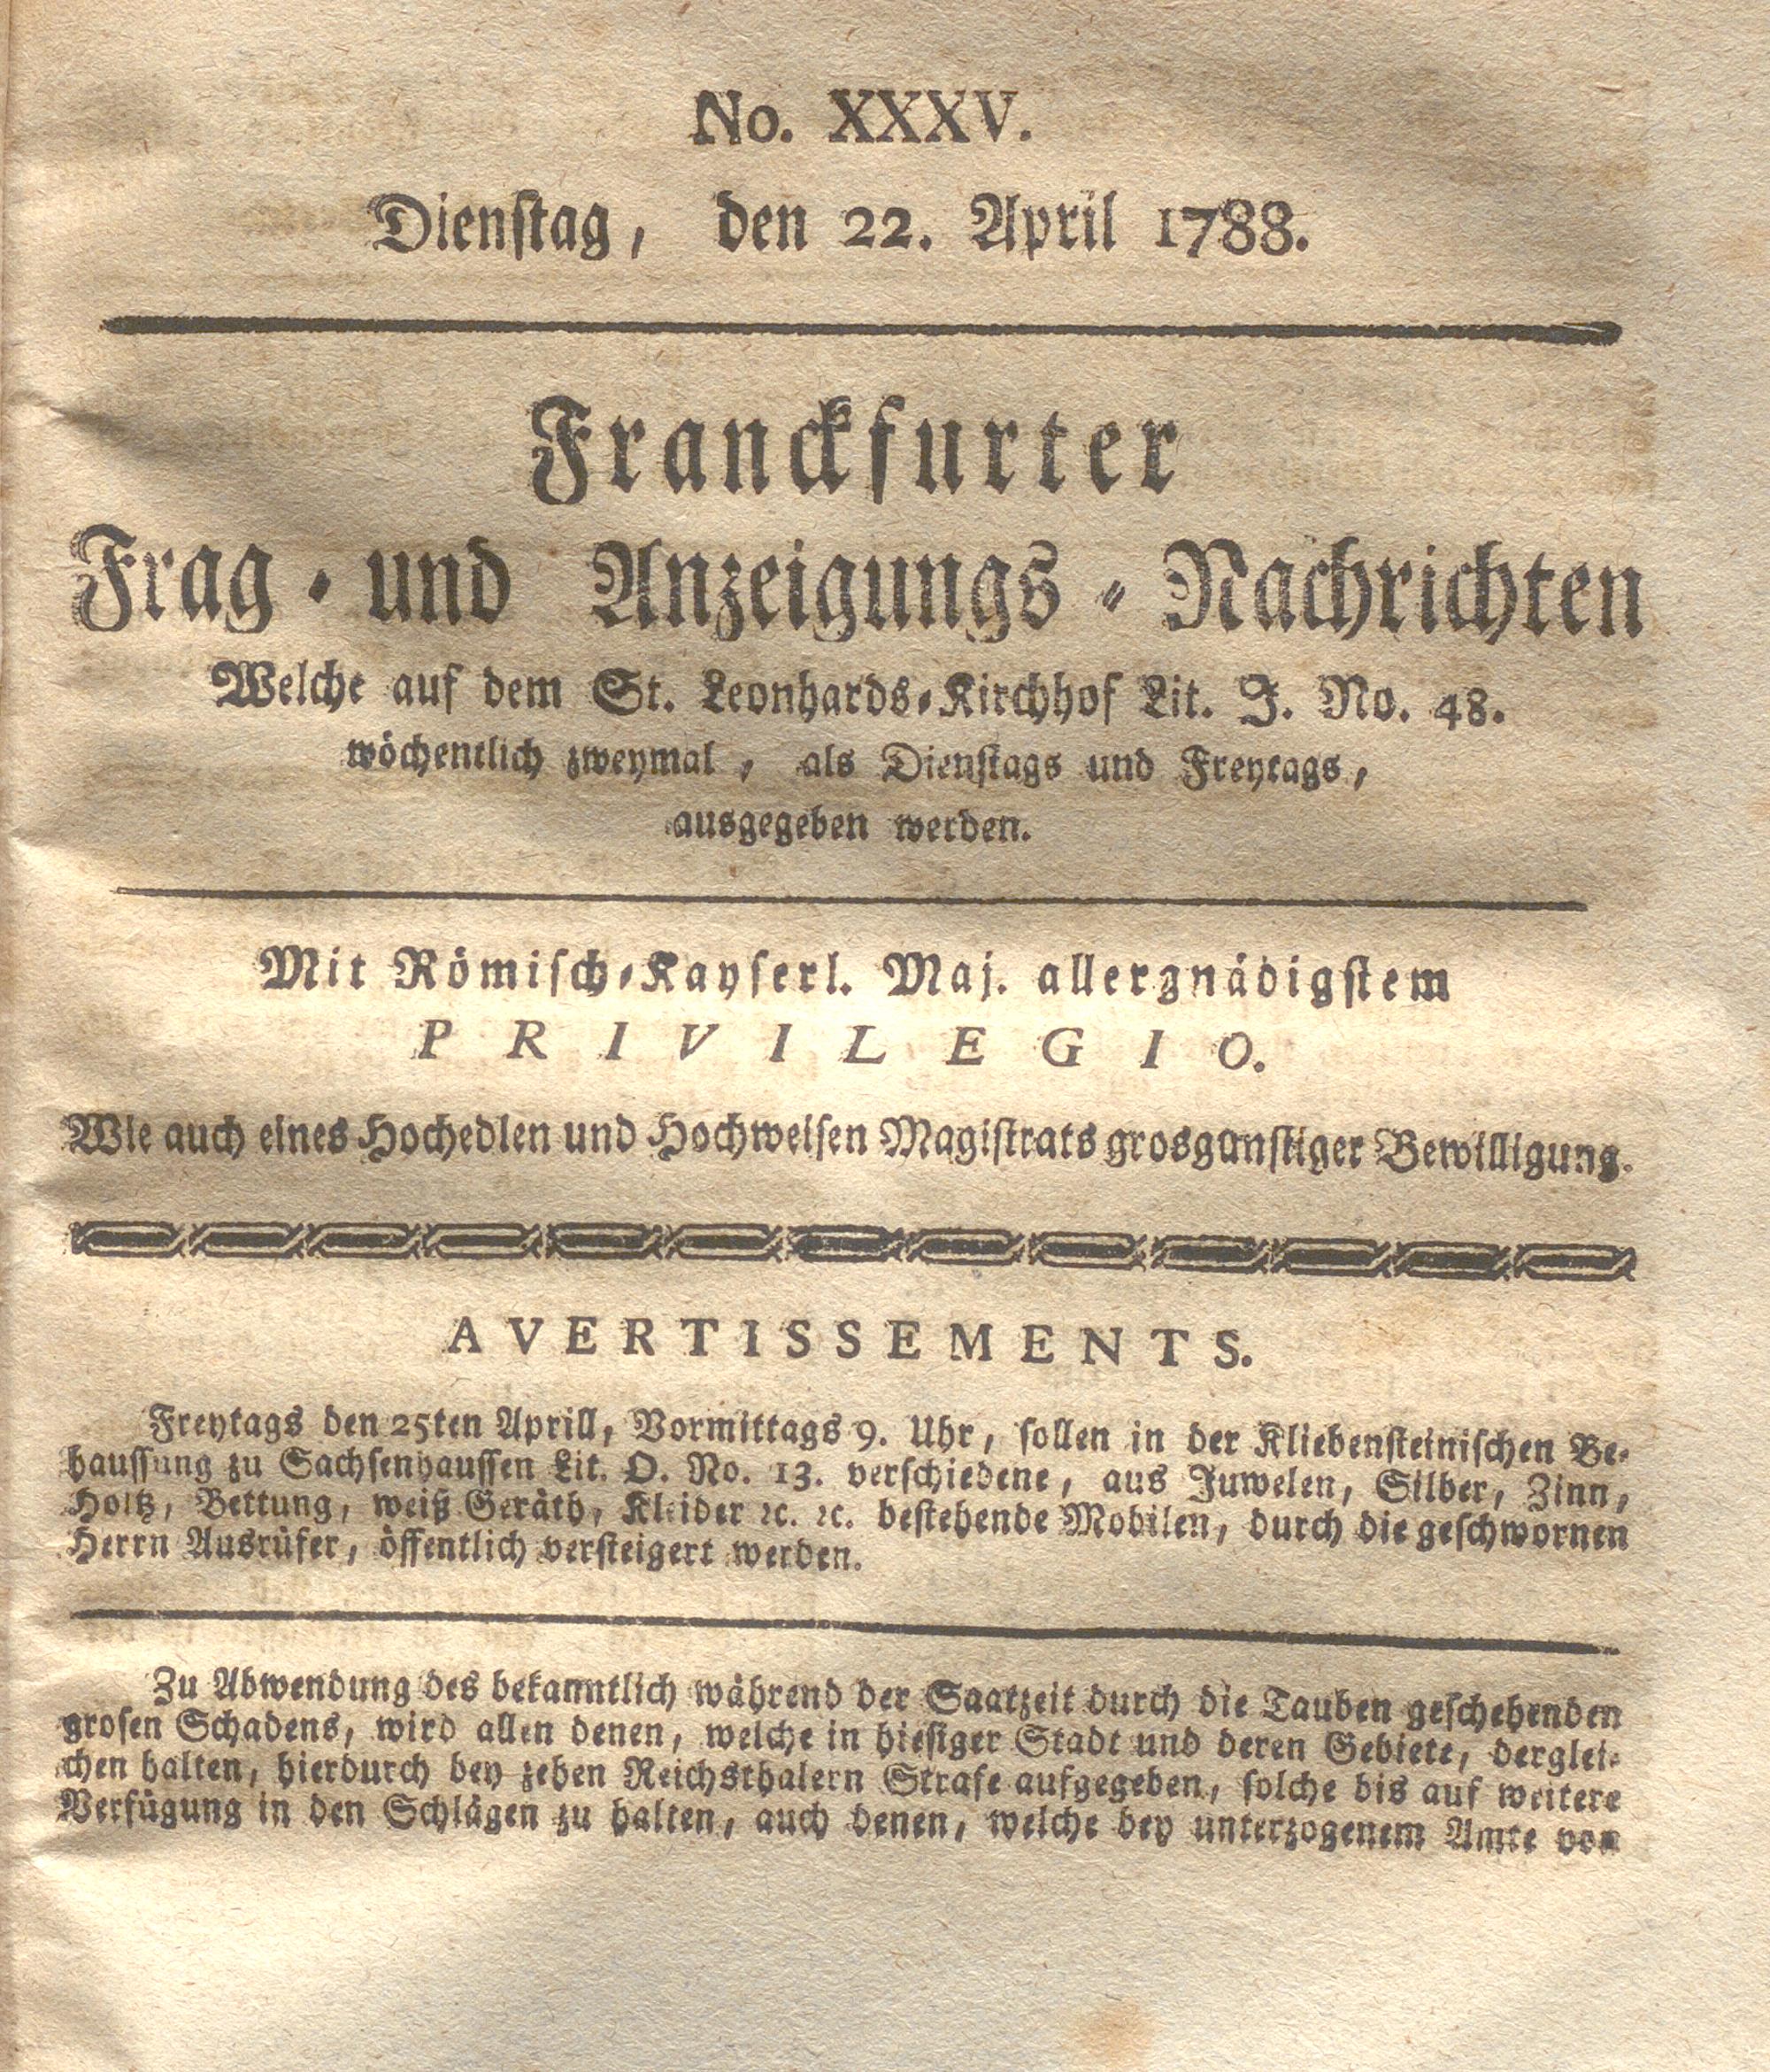 No. XXXV.
Dienſtag, den 22. April 1788.
Franckfurter
Frag- und Anzeigungs-Nachrichten
Welche auf dem St. Leonhards-Kirchhof Lit. J. No. 48.
wöchentlich zweymal, als Dienſtags und Freytags,
ausgegeben werden.
Mit Römiſch-Kayſerl. Maj. allergnädigſtem
PRIVILEGIO.
Wie auch eines Hochedlen und Hochweiſen Magiſtrats grosgunſtiger Bewilligung.
AVERTISSEMENTS.
Freytags den 25ten Aprill, Vormittags 9. Uhr, ſollen in der Kliebenſteiniſchen Be-
hauſſung zu Sachſenhauſſen Lit. O. No. 13. verſchiedene, aus Juwelen, Silber, Zinn,
Holtz, Bettung, weiß Geräth, Kleider ꝛc. ꝛc. beſtehende Mobilen, durch die geſchwornen
Herrn Ausrüfer, öffentlich verſteigert werden.
Zu Abwendung des bekanntlich während der Saatzeit durch die Tauben geſchehenden
groſen Schadens, wird allen denen, welche in hieſiger Stadt und deren Gebiete, derglei-
chen halten, hierdurch bey zehen Reichsthalern Strafe aufgegeben, ſolche bis auf weitere
Verfügung in den Schlägen zu halten, auch denen, welche bey unterzogenem Amte von